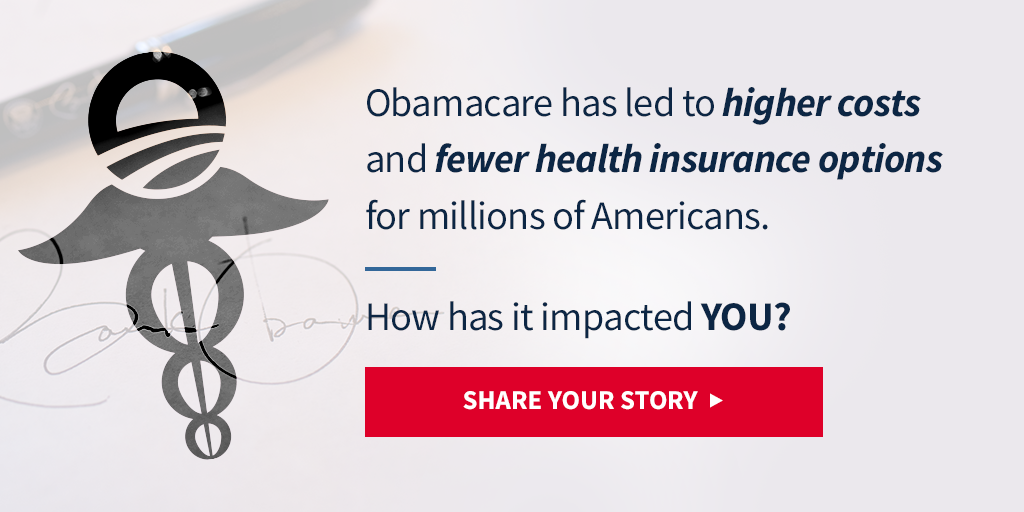 Obamacare has led to higher costs
and fewer health insurance options
for millions of Americans.
How has it impacted YOU?
SHARE YOUR STORY